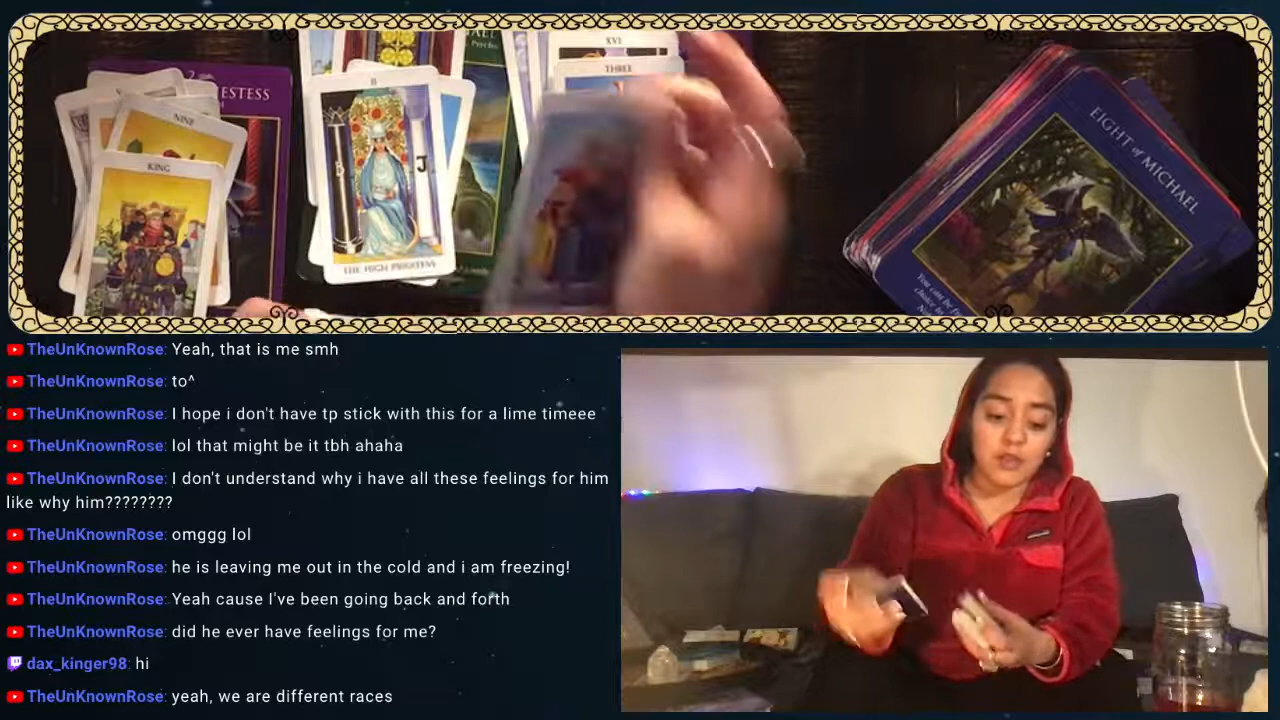 2
ESTESS
NINE
KING
II
B
J
THE HIGH PRIESTESS
XVI
THREE
EIGHT of MICHAEL
TheUnKnownRose: Yeah, that is me smh
TheUnKnownRose: to^
TheUnKnownRose: I hope i don't have tp stick with this for a lime timeee
TheUnKnownRose: lol that might be it tbh ahaha
TheUnKnownRose: I don't understand why i have all these feelings for him
like why him????????
TheUnKnownRose: omggg lol
TheUnKnownRose: he is leaving me out in the cold and i am freezing!
TheUnKnownRose: Yeah cause I've been going back and forth
TheUnKnownRose: did he ever have feelings for me?
dax_kinger98: hi
TheUnKnownRose: yeah, we are different races